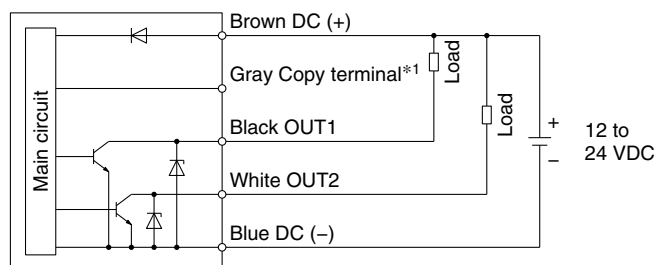 Brown DC (+)
Gray Copy terminal*1
Black OUT1
White OUT2
Blue DC (−)
Main circuit
Load
Load
+
−
12 to
24 VDC